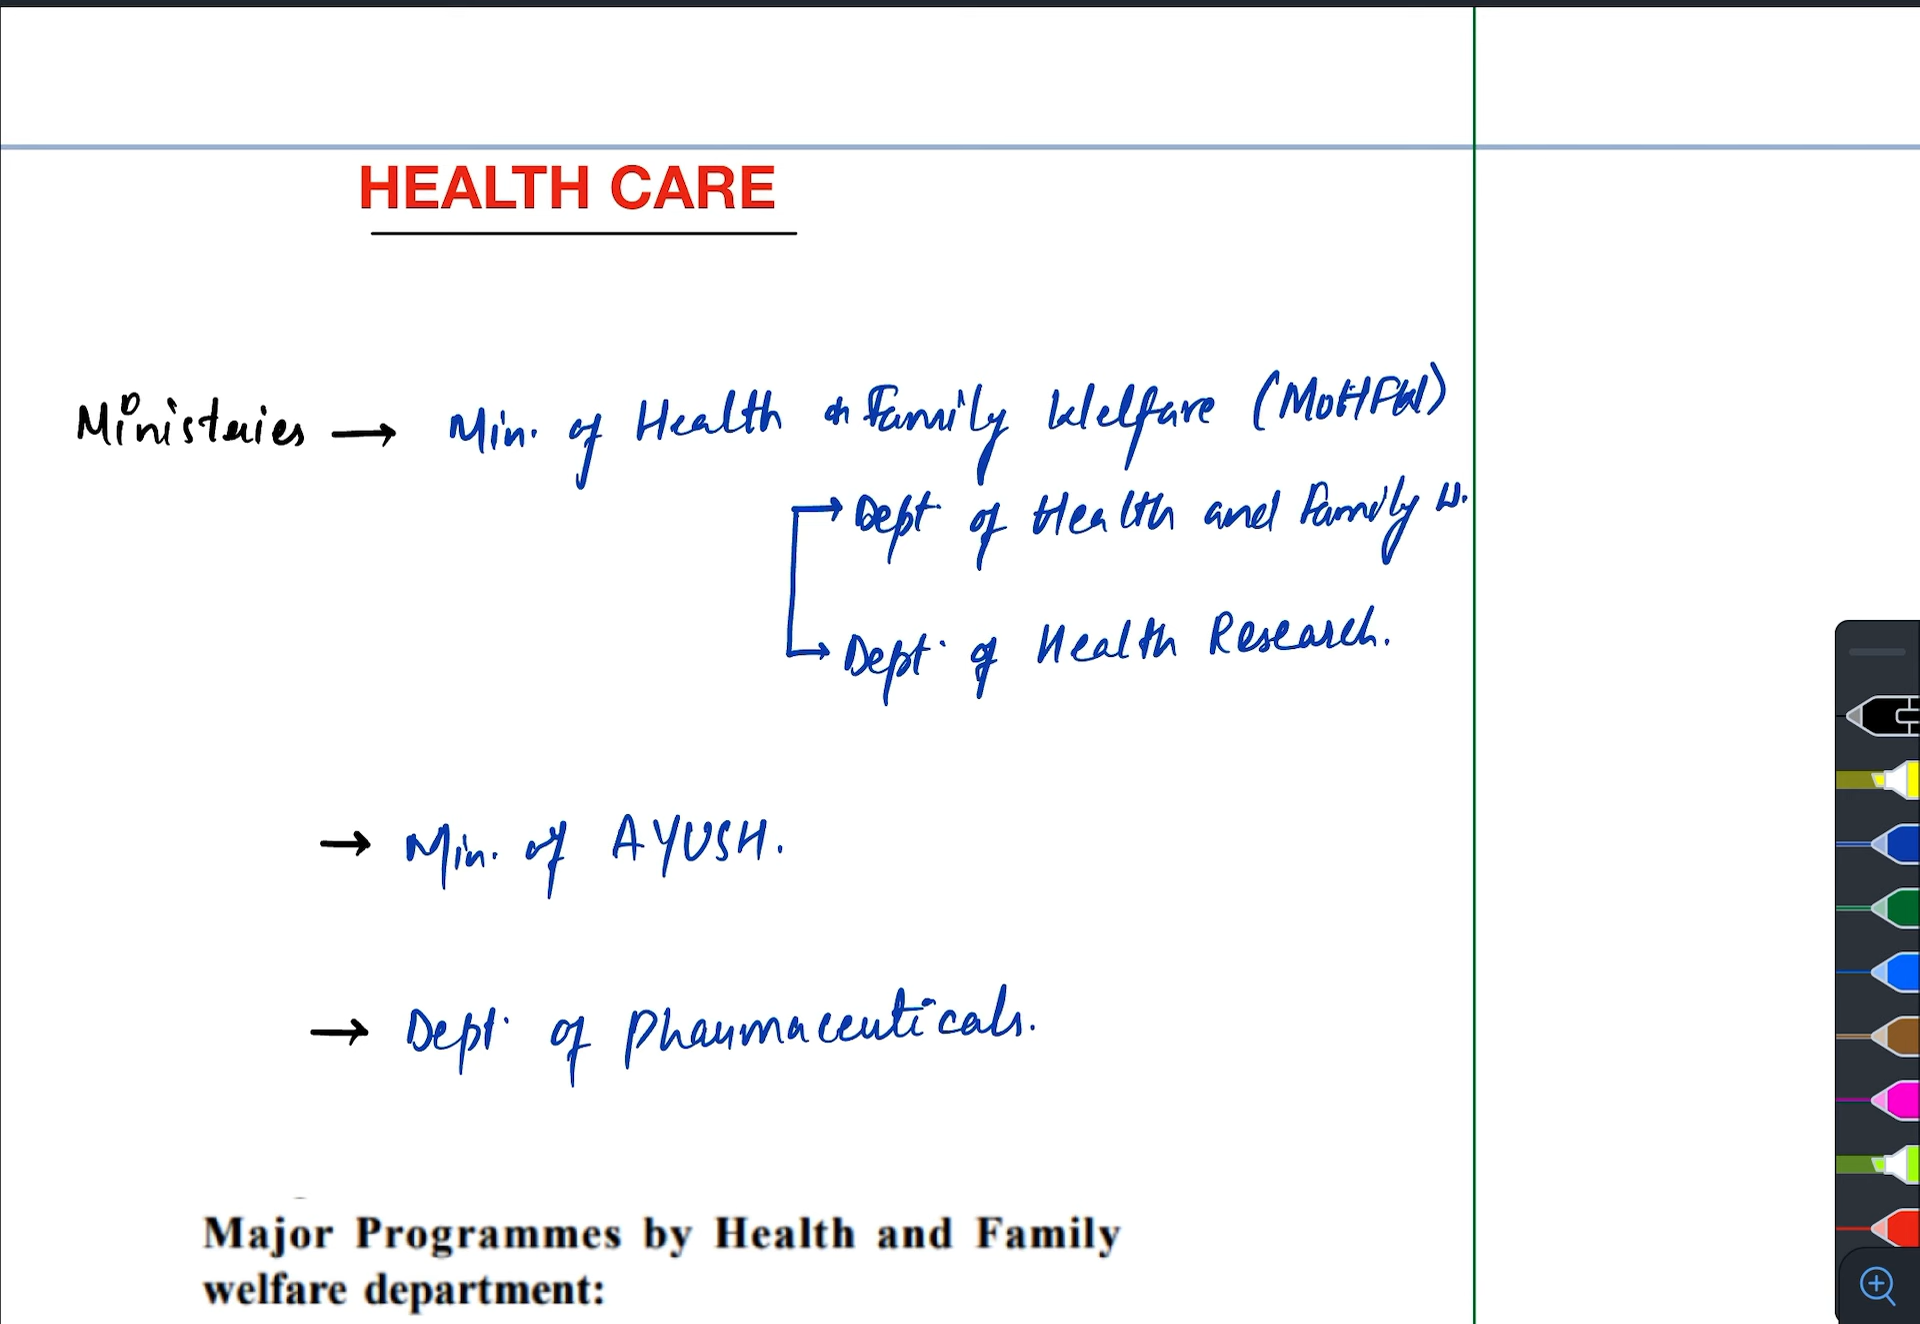 HEALTH CARE
Ministries → Min. of Health & Family Welfare (MoHFW)
→ Dept. of Health and Family W.
→ Dept. of Health Research.
→ Min. of AYUSH.
→ Dept. of Pharmaceuticals.
Major Programmes by Health and Family
welfare department: